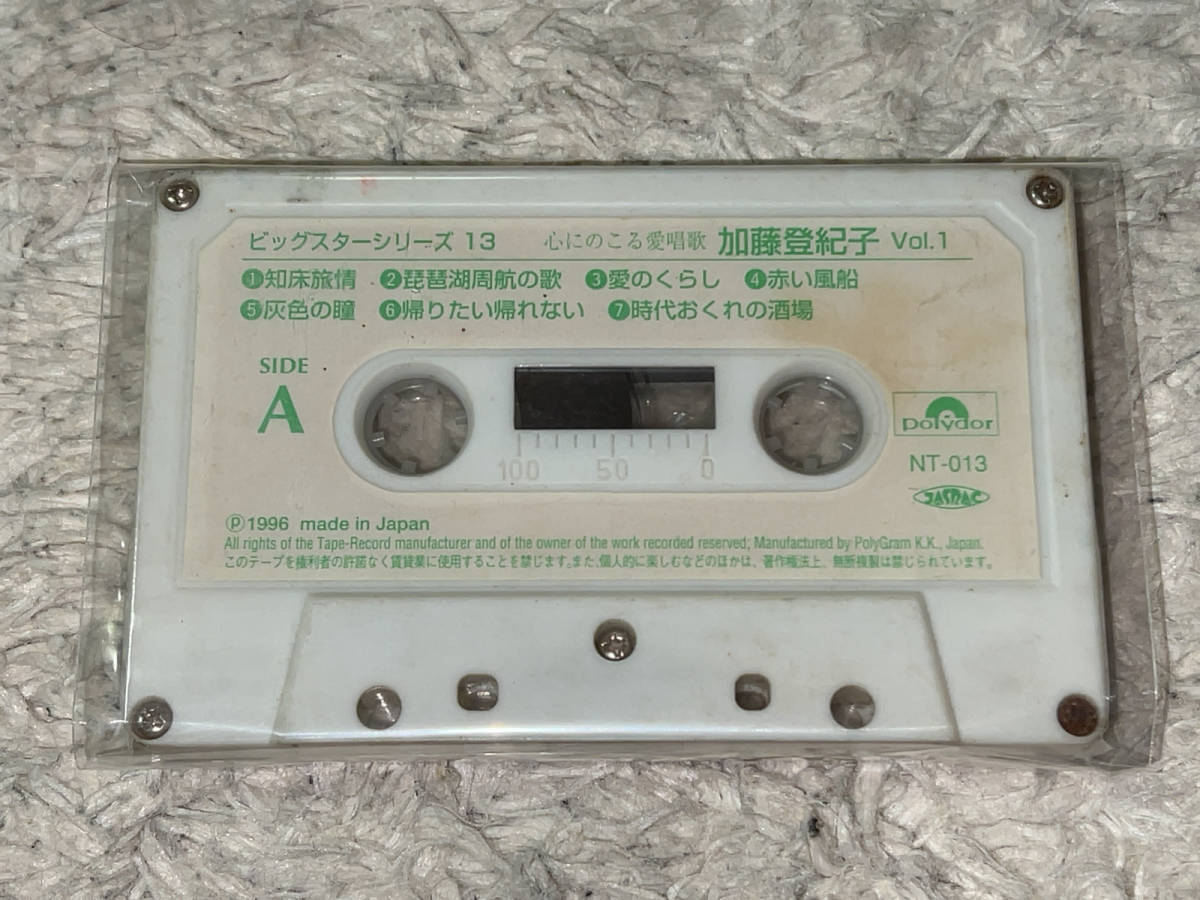 ビッグスターシリーズ 13 心にのこる愛唱歌 加藤登紀子 Vol.1
❶知床旅情 ❷琵琶湖周航の歌 ❸愛のくらし ❹赤い風船
❺灰色の瞳 ❻帰りたい帰れない ❼時代おくれの酒場
SIDE
A
polydor
100 50 0
NT-013
JASRAC
Ⓟ1996 made in Japan
All rights of the Tape-Record manufacturer and of the owner of the work recorded reserved; Manufactured by PolyGram K.K., Japan.
このテープを権利者の許諾なく賃貸業に使用することを禁じます。また、個人的に楽しむなどのほかは、著作権法上、無断複製は禁じられています。